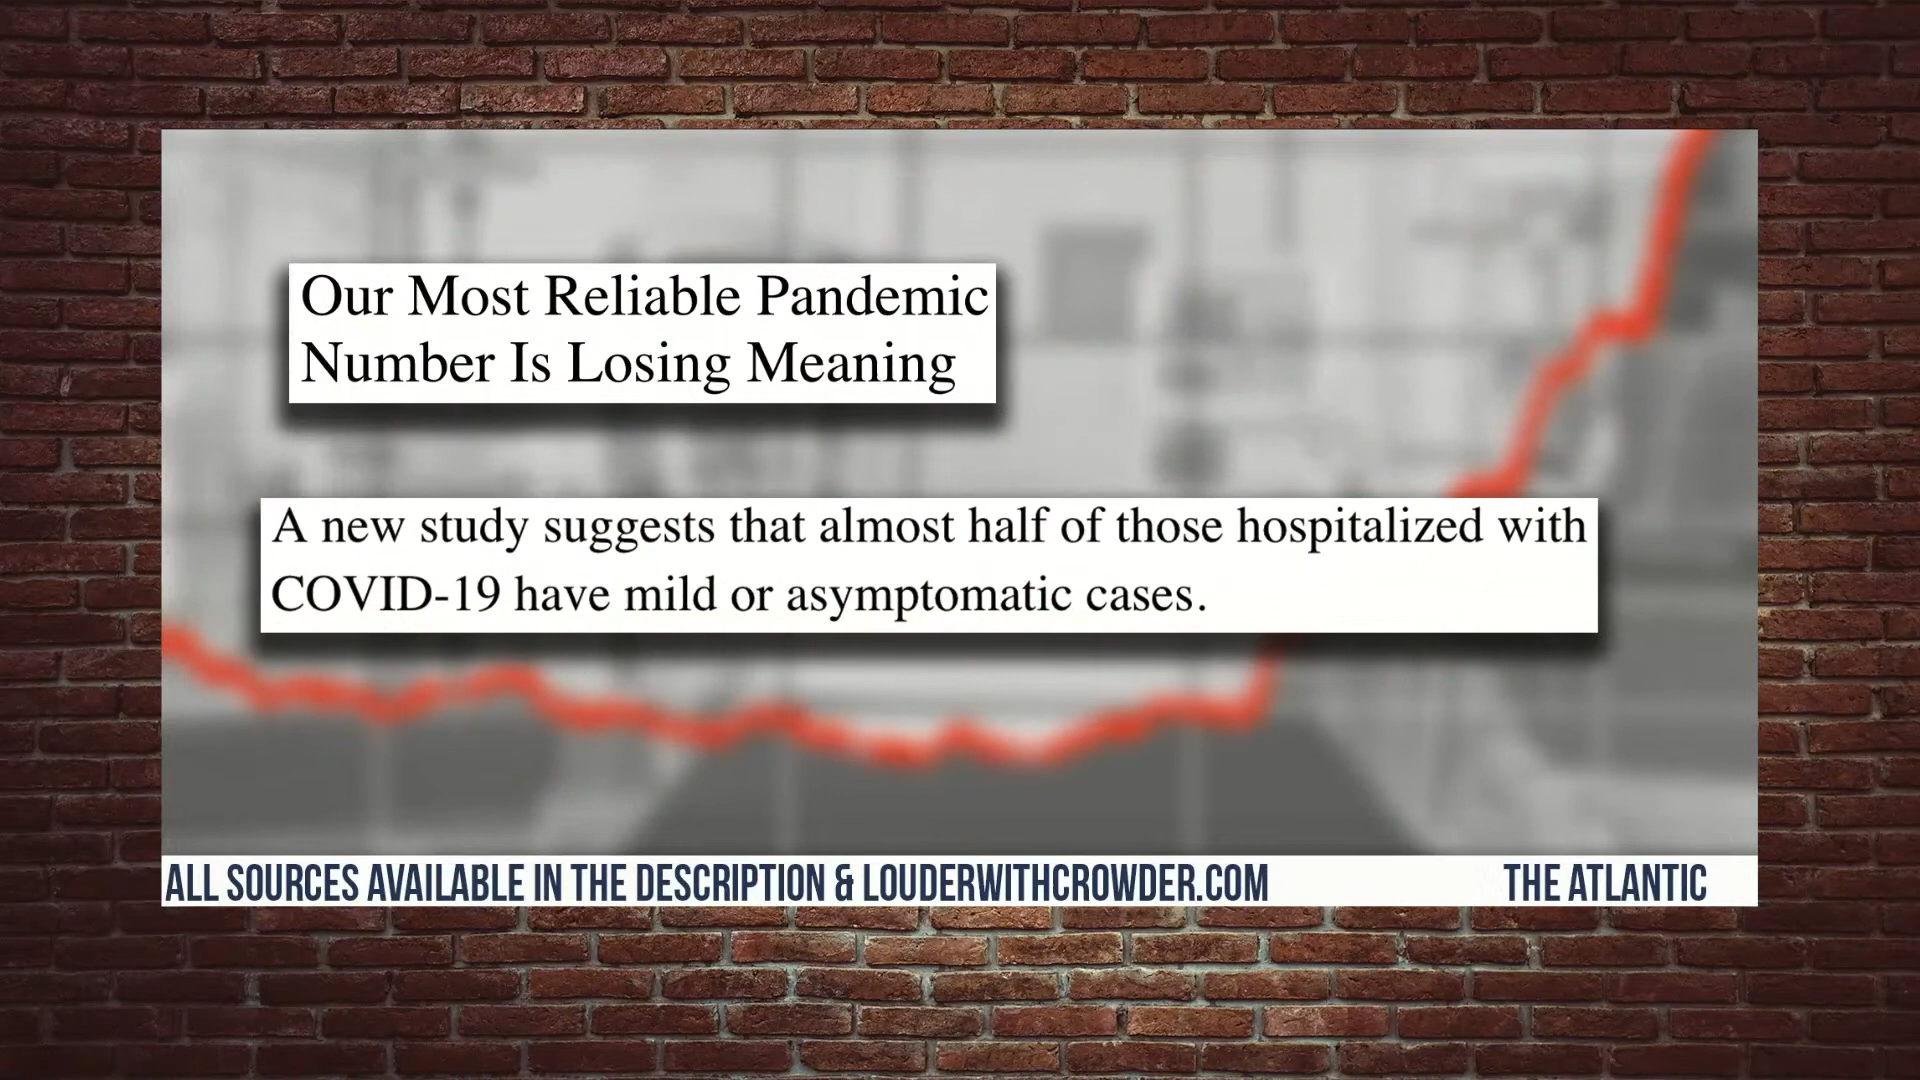 Our Most Reliable Pandemic
Number Is Losing Meaning
A new study suggests that almost half of those hospitalized with
COVID-19 have mild or asymptomatic cases.
ALL SOURCES AVAILABLE IN THE DESCRIPTION & LOUDERWITHCROWDER.COM
THE ATLANTIC